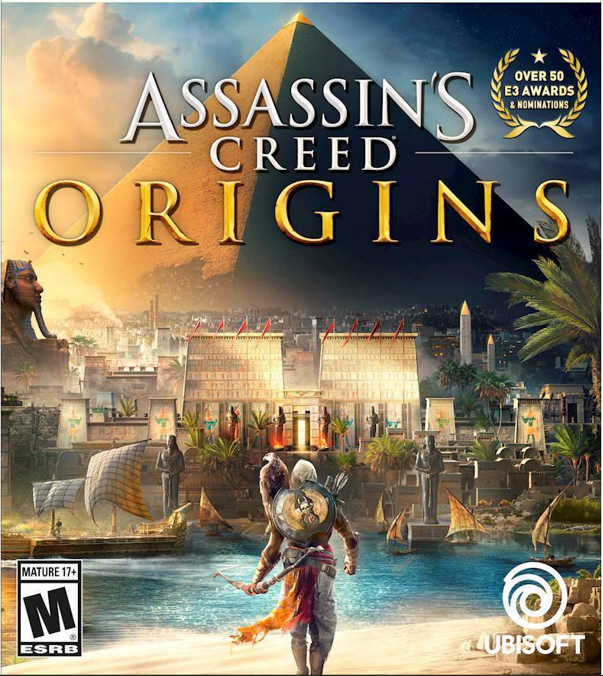 ASSASSIN'S
CREED®
ORIGINS
OVER 50
E3 AWARDS
& NOMINATIONS
MATURE 17+
M®
ESRB
UBISOFT